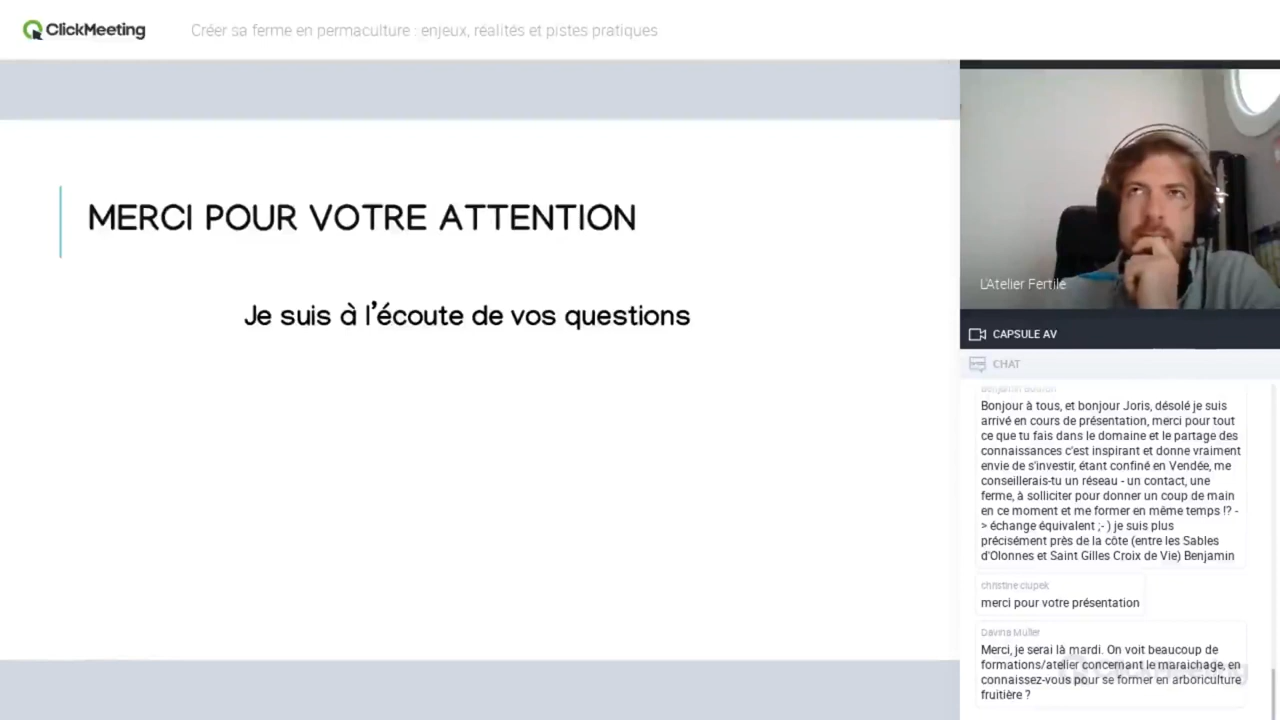 ClickMeeting
Créer sa ferme en permaculture : enjeux, réalités et pistes pratiques
MERCI POUR VOTRE ATTENTION
Je suis à l’écoute de vos questions
L'Atelier Fertile
CAPSULE AV
CHAT
Bonjour à tous, et bonjour Joris, désolé je suis
arrivé en cours de présentation, merci pour tout
ce que tu fais dans le domaine et le partage des
connaissances c'est inspirant et donne vraiment
envie de s'investir, étant confiné en Vendée, me
conseillerais-tu un réseau - un contact, une
ferme, à solliciter pour donner un coup de main
en ce moment et me former en même temps !? -
> échange équivalent ;- ) je suis plus
précisément près de la côte (entre les Sables
d'Olonnes et Saint Gilles Croix de Vie) Benjamin
christine clupek
merci pour votre présentation
Davina Muller
Merci, je serai là mardi. On voit beaucoup de
formations/atelier concernant le maraichage, en
connaissez-vous pour se former en arboriculture
fruitière ?